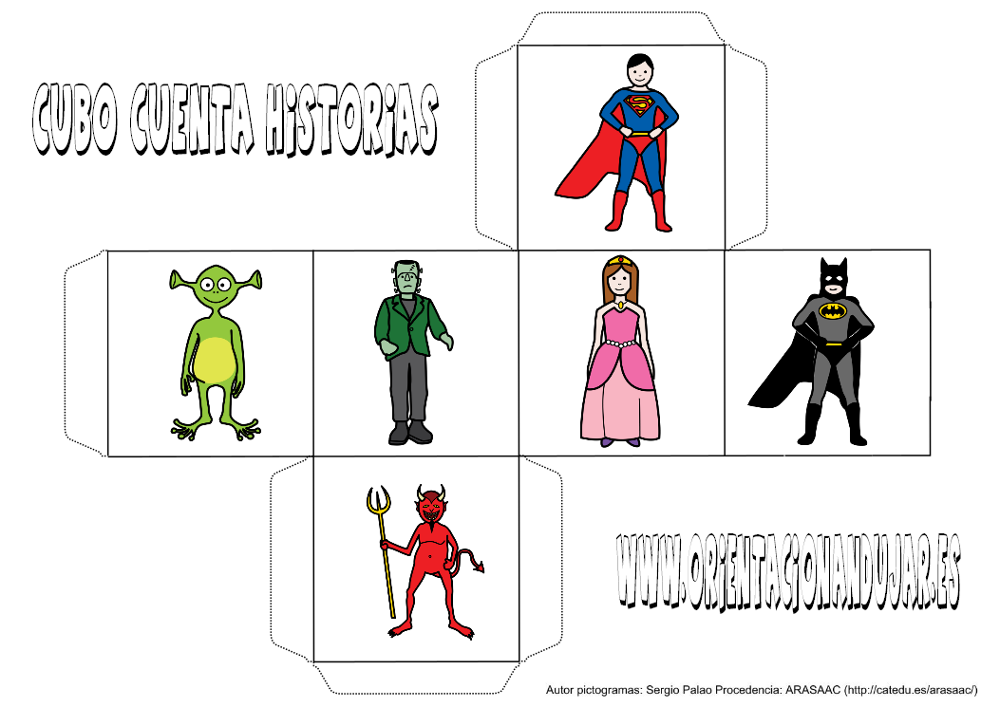 CUBO CUENTA HiSTORiAS
WWW.ORiENTACiONANDUJAR.ES
Autor pictogramas: Sergio Palao Procedencia: ARASAAC (http://catedu.es/arasaac/)